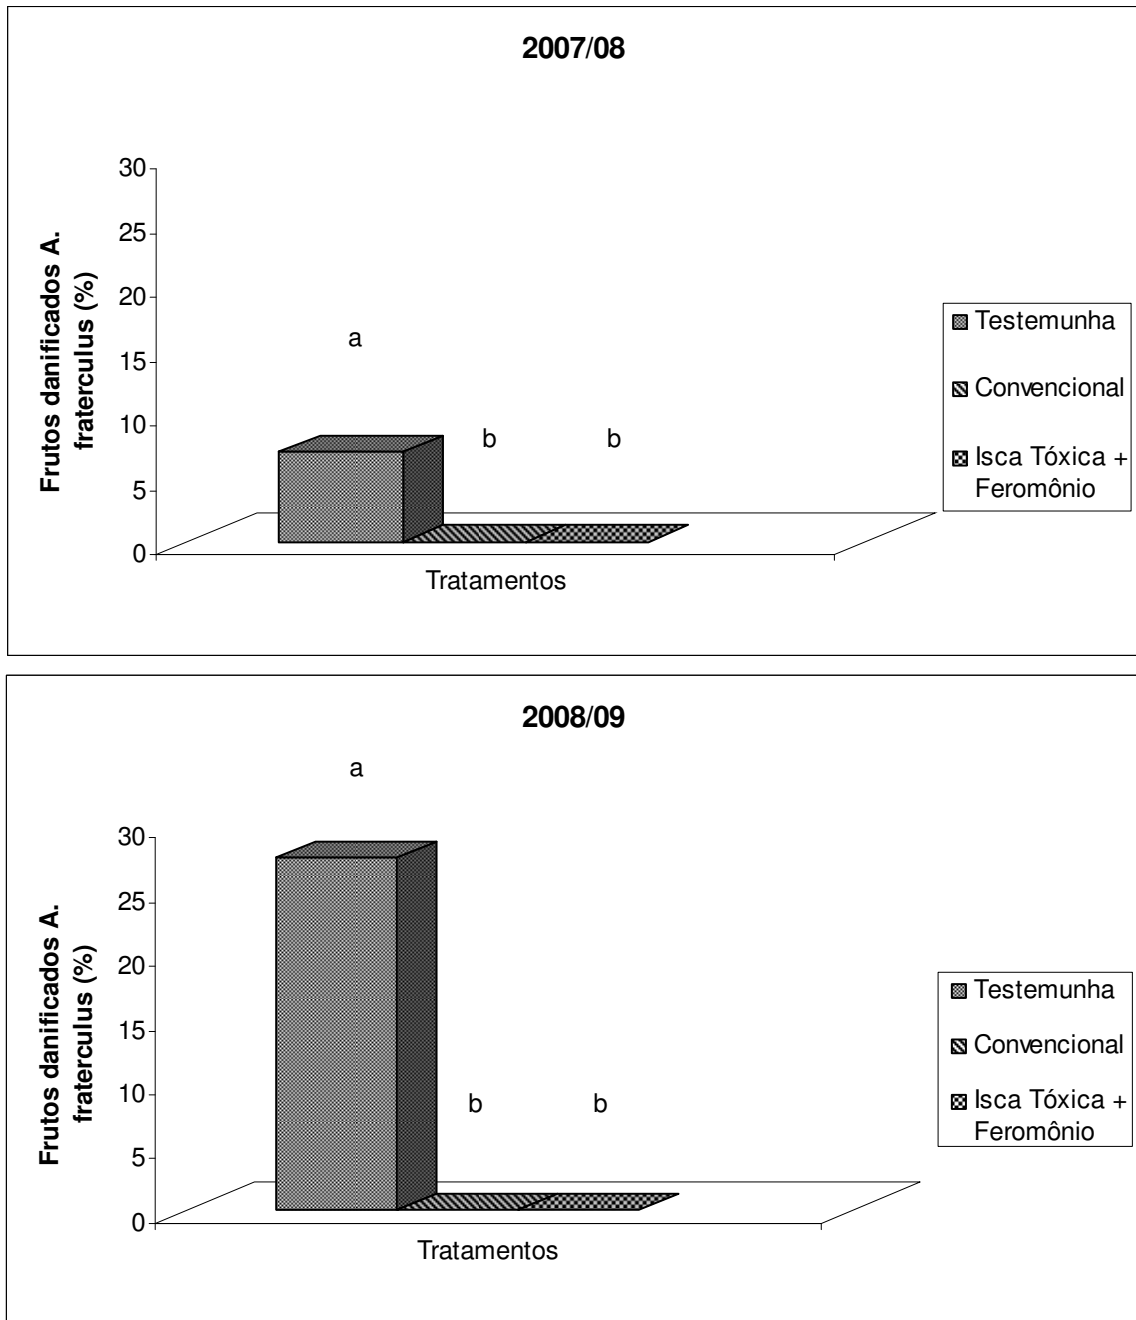 2007/08
Frutos danificados A.
fraterculus (%)
30
25
20
15
10
5
0
a
b
b
Tratamentos
Testemunha
Convencional
Isca Tóxica +
Feromônio
2008/09
Frutos danificados A.
fraterculus (%)
30
25
20
15
10
5
0
a
b
b
Tratamentos
Testemunha
Convencional
Isca Tóxica +
Feromônio